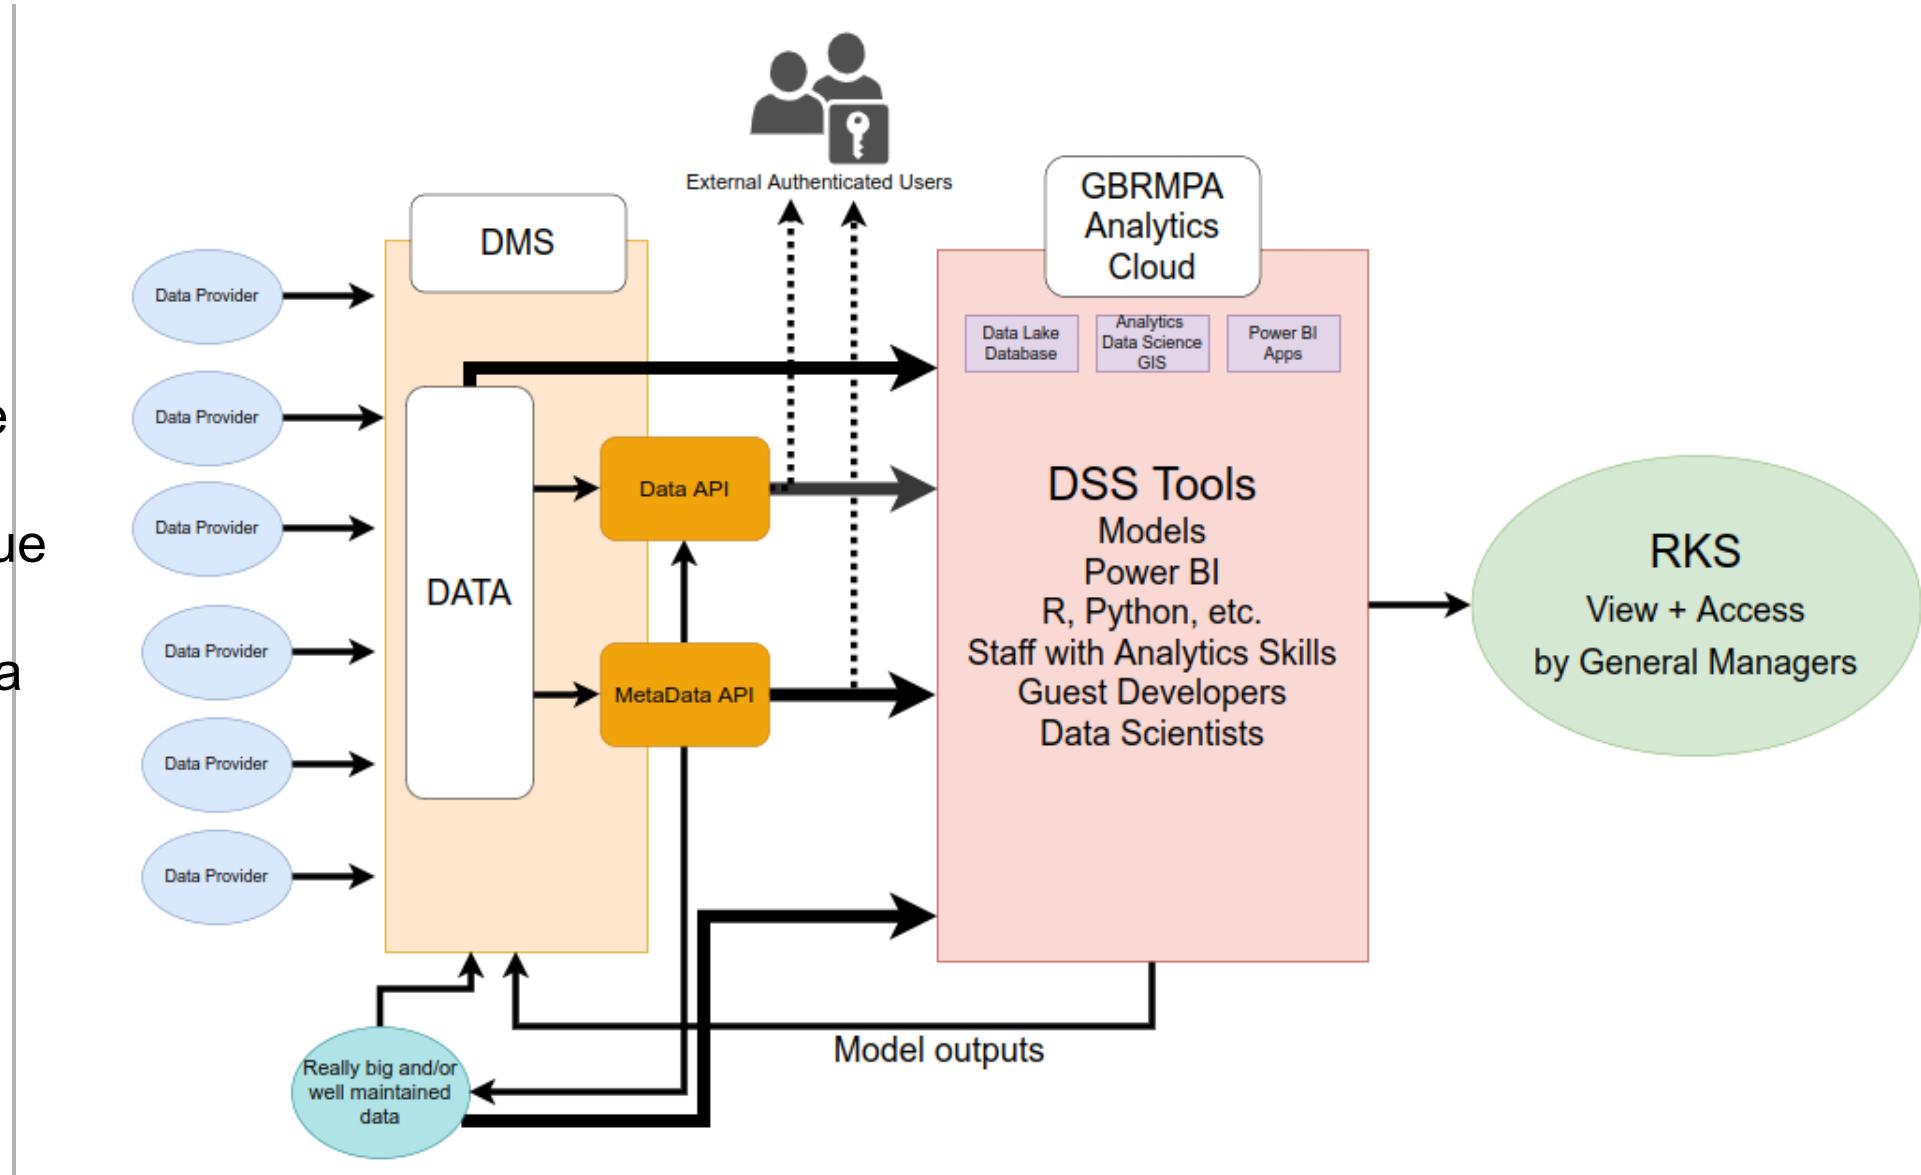 External Authenticated Users
GBRMPA
Analytics
Cloud
DMS
Data Provider
Data Provider
Data Provider
Data Provider
Data Provider
Data Provider
DATA
Data API
MetaData API
Data Lake
Database
Analytics
Data Science
GIS
Power BI
Apps
DSS Tools
Models
Power BI
R, Python, etc.
Staff with Analytics Skills
Guest Developers
Data Scientists
RKS
View + Access
by General Managers
Model outputs
Really big and/or
well maintained
data